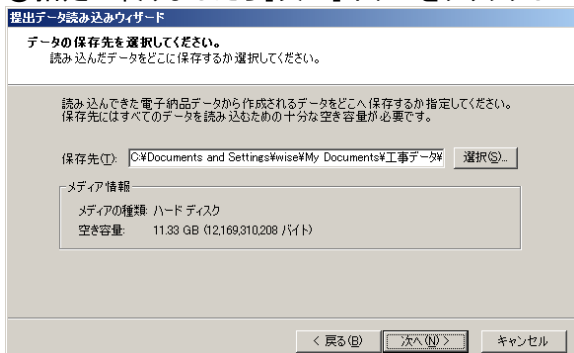 提出データ読み込みウィザード
データの保存先を選択してください。
読み込んだデータをどこに保存するか選択してください。
読み込んできた電子納品データから作成されるデータをどこへ保存するか指定してください。
保存先にはすべてのデータを読み込むための十分な空き容量が必要です。
保存先(T): C:¥Documents and Settings¥wise¥My Documents¥工事データ¥ 選択(S)...
メディア情報
メディアの種類: ハード ディスク
空き容量: 11.33 GB (12,169,310,208 バイト)
< 戻る(B) 次へ(N) > キャンセル